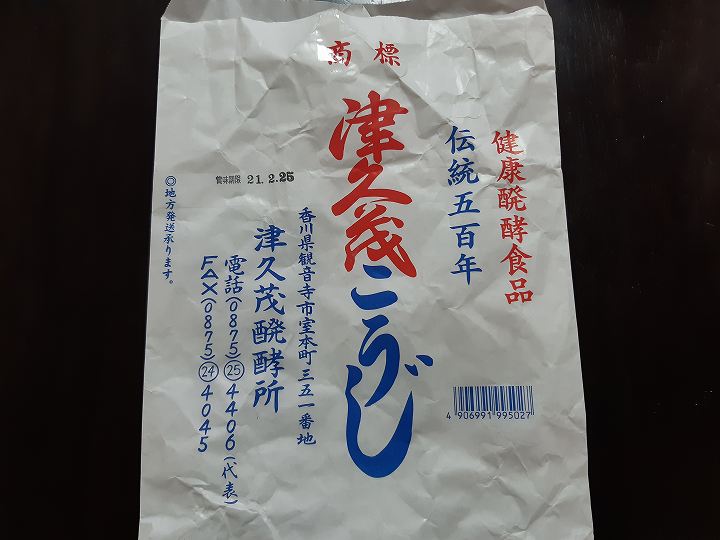 商標
健康醗酵食品
伝統五百年
津久茂こうじ
香川県観音寺市室本町三五一番地
津久茂醗酵所
電話(0875)㉕4406(代表)
FAX(0875)㉔4045
賞味期限 21.2.25
◎地方発送承ります。
4 906991 995027